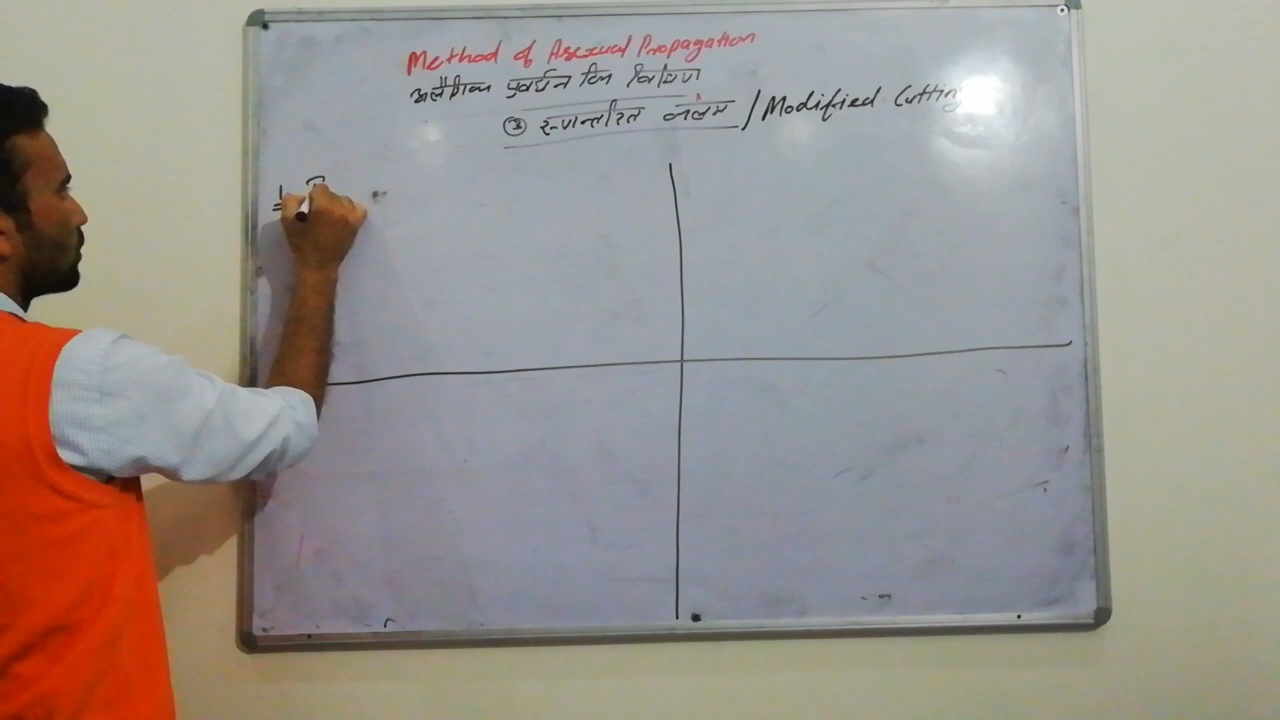 Method of Asexual Propagation
अलैंगिक प्रवर्धन कि विधियां
③ रूपान्तरित कलम / Modified Cutting